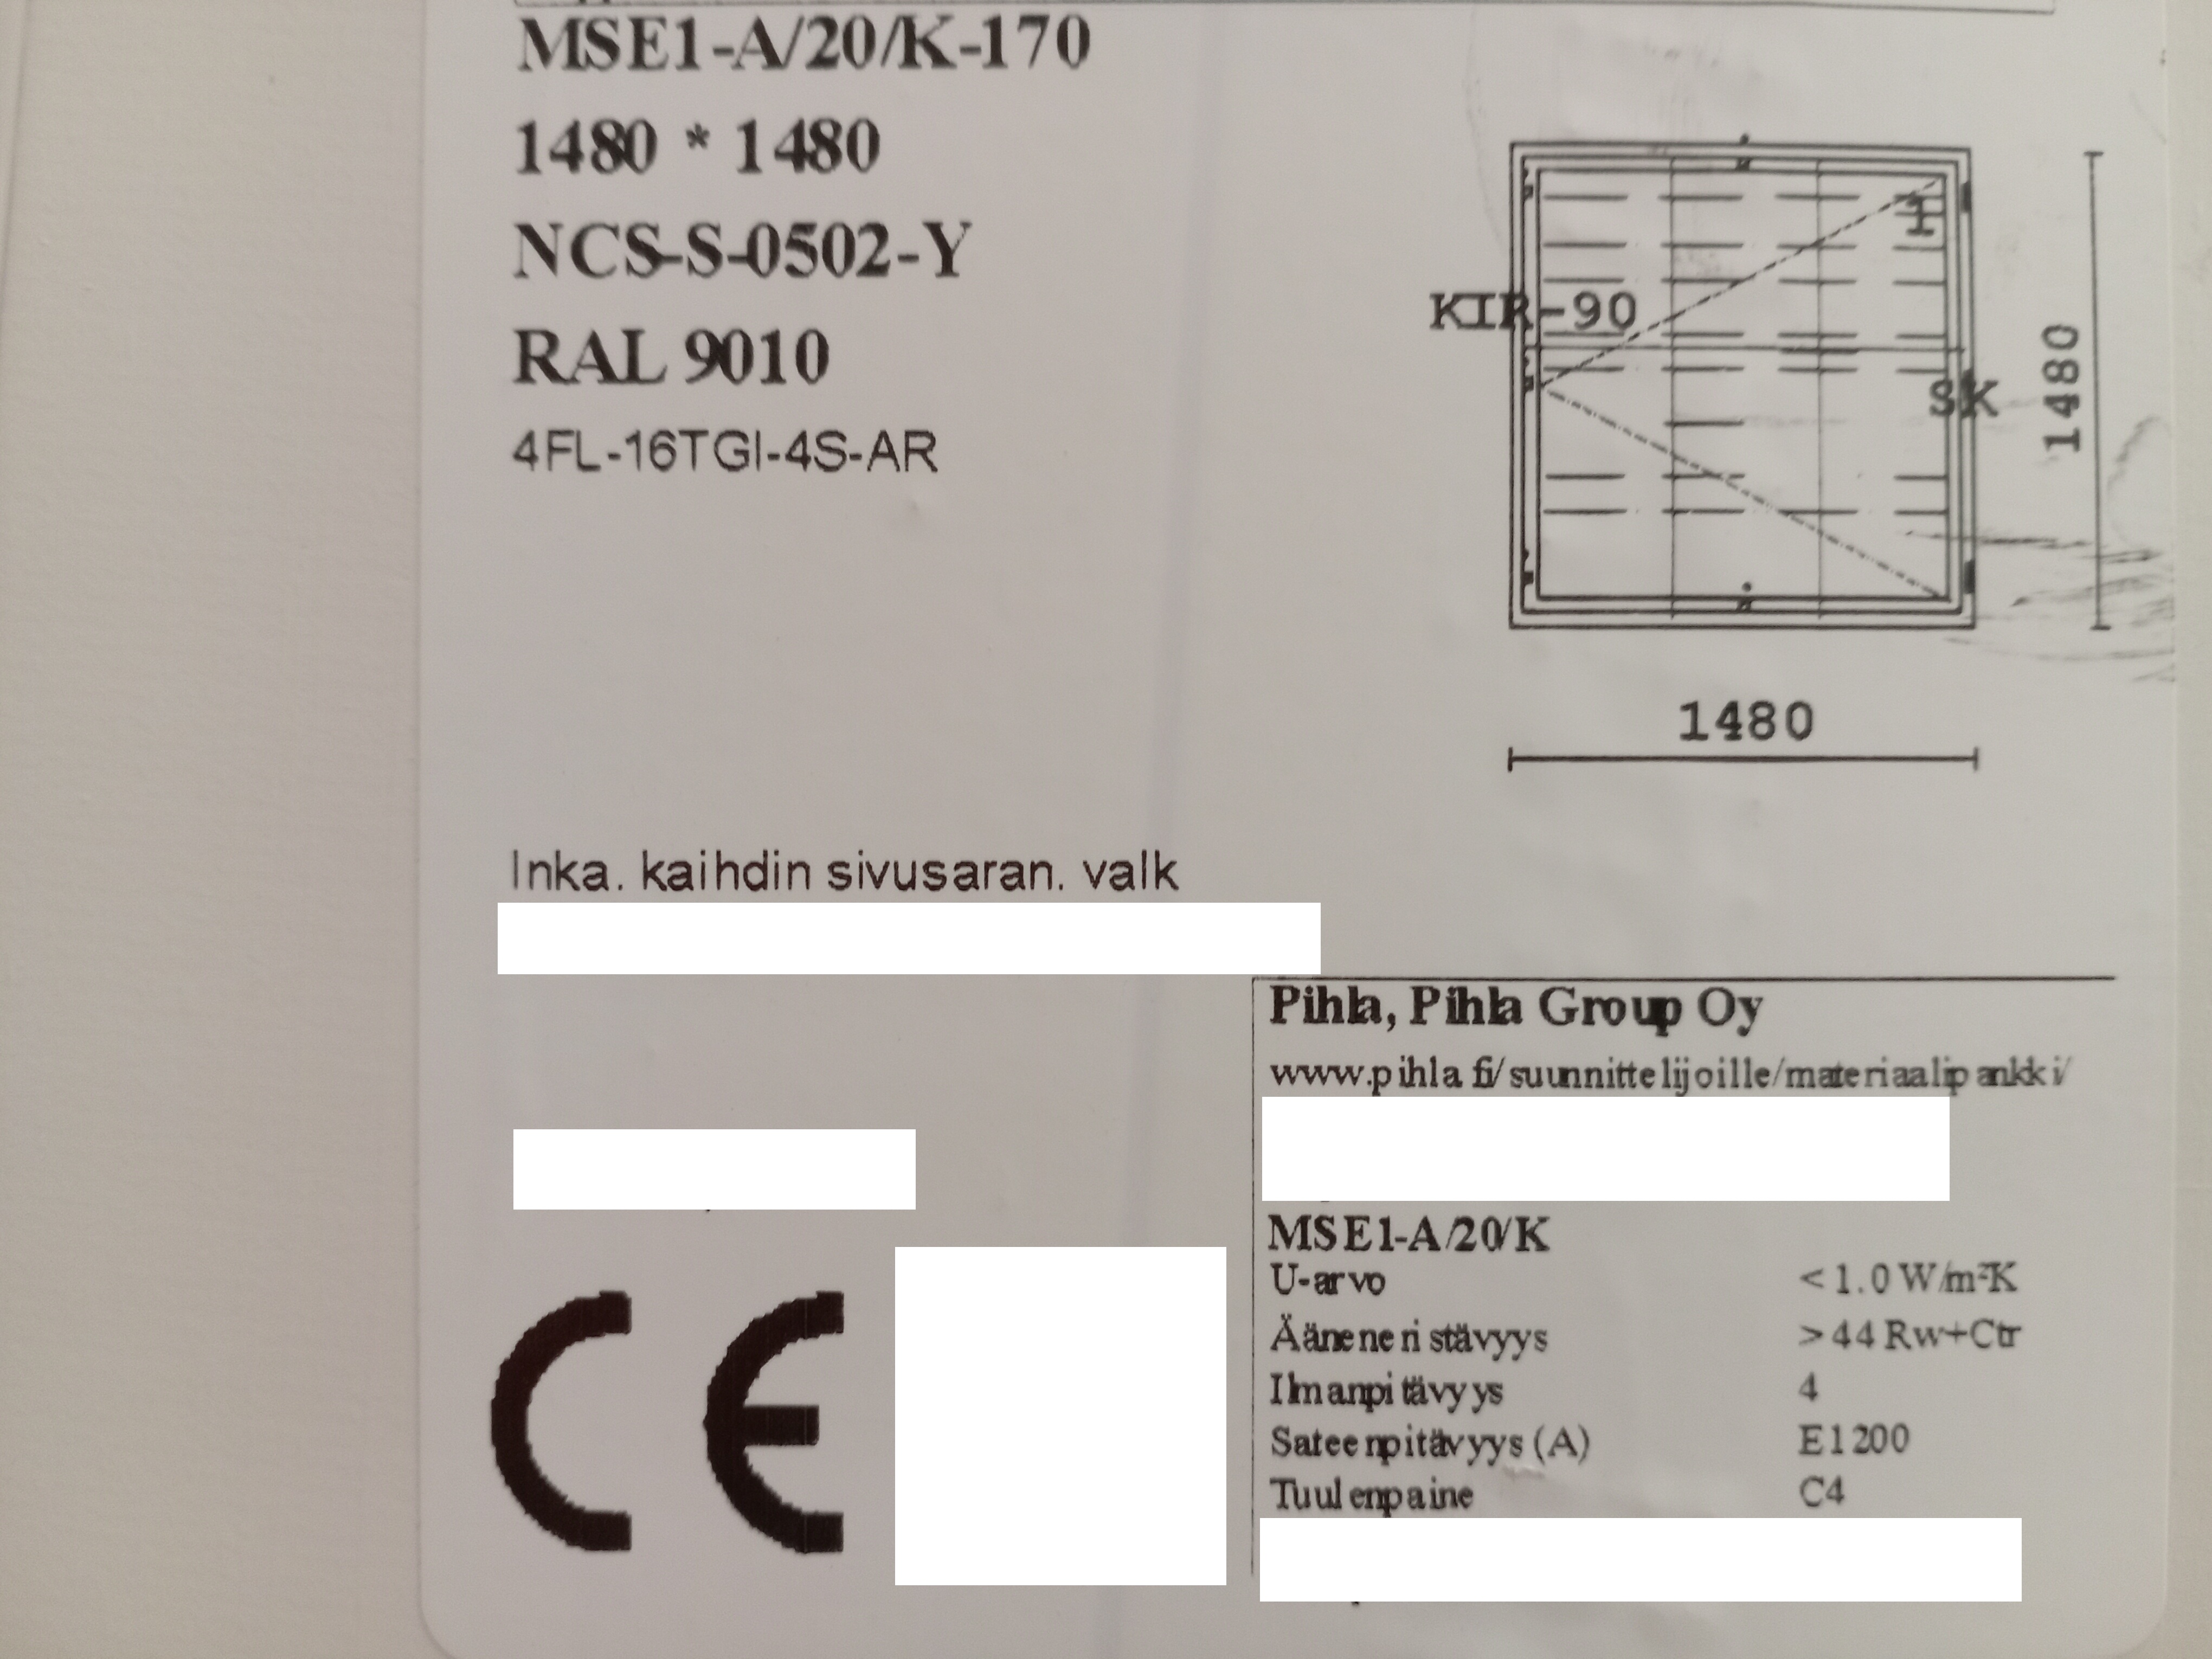 MSE1-A/20/K-170
1480 * 1480
NCS-S-0502-Y
RAL 9010
4FL-16TGI-4S-AR
1
KIR-90
SK
1480
1480
Inka. kaihdin sivusaran. valk
Pihla, Pihla Group Oy
www.pihla.fi/suunnittelijoille/materiaalipankki/
MSE1-A/20/K
U-arvo < 1.0 W/m²K
Ääneneristävyys > 44 Rw+Ctr
Ilmanpitävyys 4
Sateenpitävyys (A) E1200
Tuulenpaine C4
CE